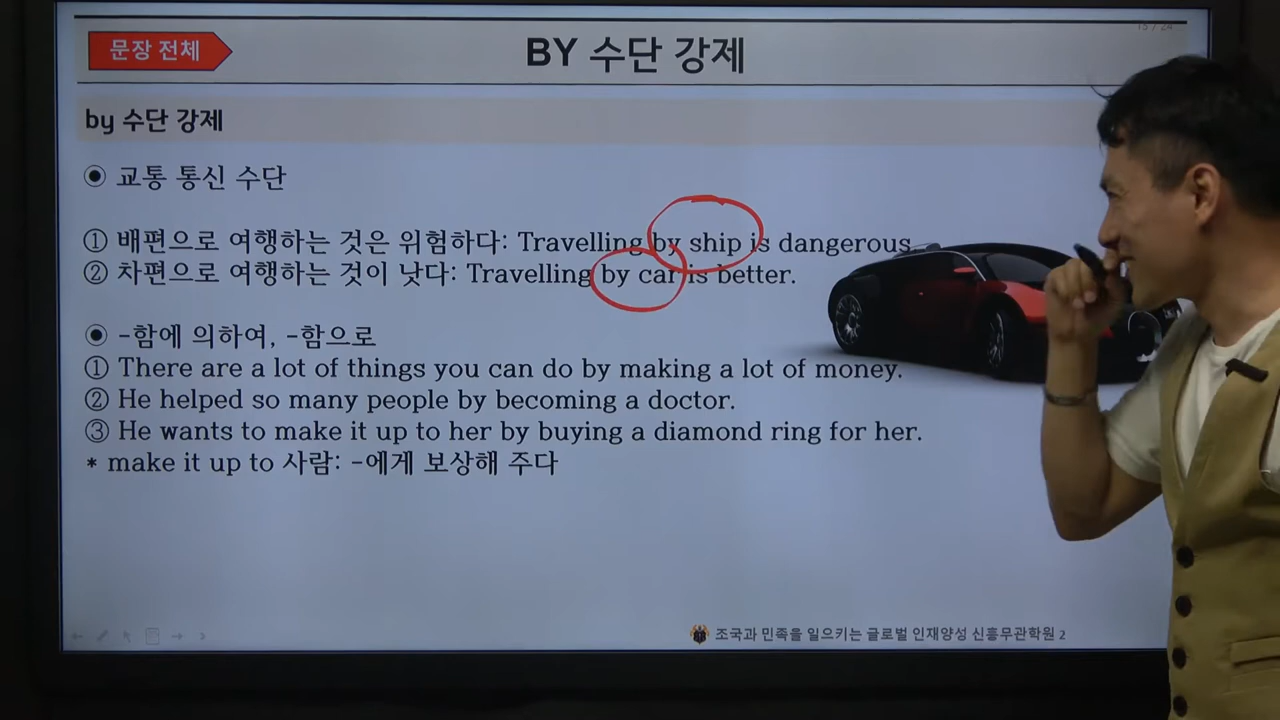 문장 전체
BY 수단 강제
by 수단 강제
◉ 교통 통신 수단
① 배편으로 여행하는 것은 위험하다: Travelling by ship is dangerous
② 차편으로 여행하는 것이 낫다: Travelling by car is better.
◉ -함에 의하여, -함으로
① There are a lot of things you can do by making a lot of money.
② He helped so many people by becoming a doctor.
③ He wants to make it up to her by buying a diamond ring for her.
* make it up to 사람: -에게 보상해 주다
조국과 민족을 일으키는 글로벌 인재양성 신흥무관학원 2